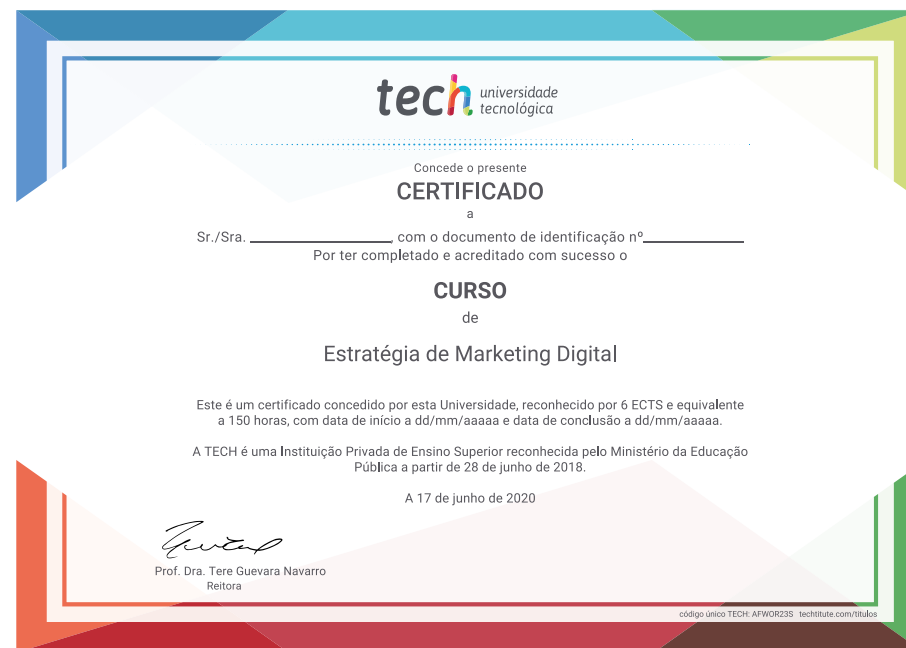 tech universidade
tecnológica
Concede o presente
CERTIFICADO
a
Sr./Sra. ____________________, com o documento de identificação nº______________
Por ter completado e acreditado com sucesso o
CURSO
de
Estratégia de Marketing Digital
Este é um certificado concedido por esta Universidade, reconhecido por 6 ECTS e equivalente
a 150 horas, com data de início a dd/mm/aaaaa e data de conclusão a dd/mm/aaaaa.
A TECH é uma Instituição Privada de Ensino Superior reconhecida pelo Ministério da Educação
Pública a partir de 28 de junho de 2018.
A 17 de junho de 2020
Prof. Dra. Tere Guevara Navarro
Reitora
código único TECH: AFWOR23S techtitute.com/titulos